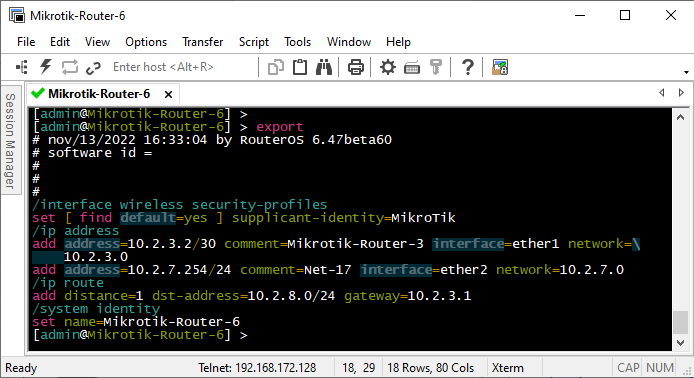 Mikrotik-Router-6
File Edit View Options Transfer Script Tools Window Help
Enter host <Alt+R>
Session Manager
Mikrotik-Router-6
[admin@Mikrotik-Router-6] >
[admin@Mikrotik-Router-6] > export
# nov/13/2022 16:33:04 by RouterOS 6.47beta60
# software id =
#
#
#
/interface wireless security-profiles
set [ find default=yes ] supplicant-identity=MikroTik
/ip address
add address=10.2.3.2/30 comment=Mikrotik-Router-3 interface=ether1 network=\
    10.2.3.0
add address=10.2.7.254/24 comment=Net-17 interface=ether2 network=10.2.7.0
/ip route
add distance=1 dst-address=10.2.8.0/24 gateway=10.2.3.1
/system identity
set name=Mikrotik-Router-6
[admin@Mikrotik-Router-6] >
Ready Telnet: 192.168.172.128 18, 29 18 Rows, 80 Cols Xterm CAP NUM